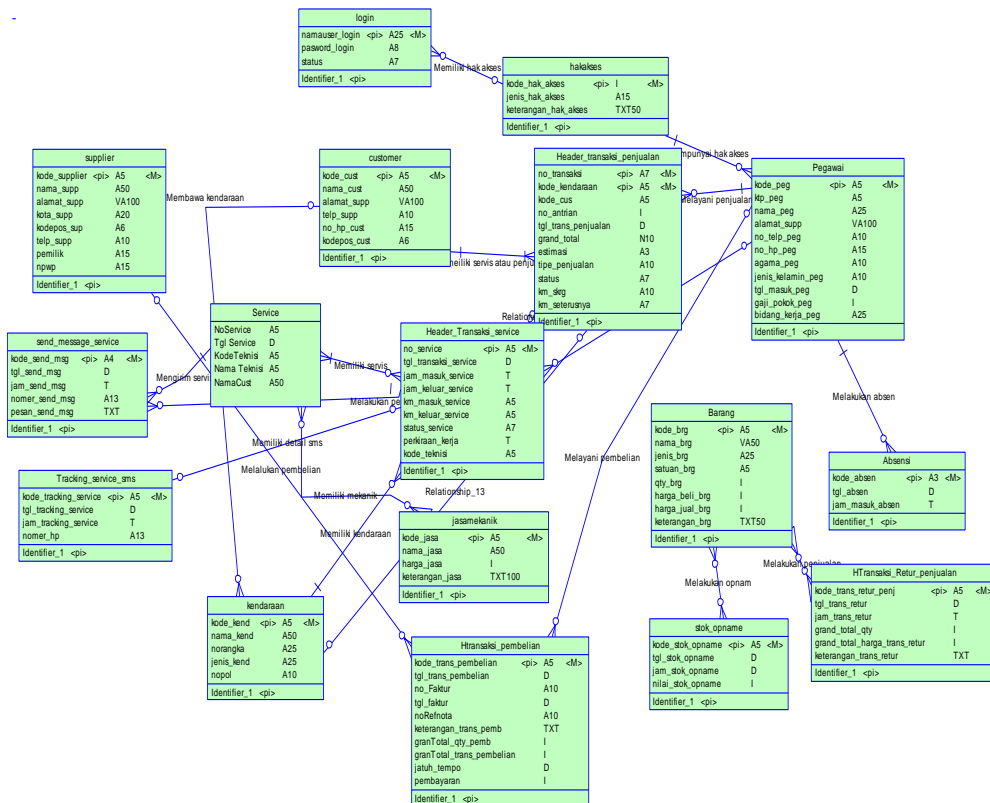 -
login
namauser_login <pi> A25 <M>
pasword_login A8
status A7
Identifier_1 <pi>
Memiliki hak akses
hakakses
kode_hak_akses <pi> I <M>
jenis_hak_akses A15
keterangan_hak_akses TXT50
Identifier_1 <pi>
mpunyai hak akses
supplier
kode_supplier <pi> A5 <M>
nama_supp A50
alamat_supp VA100
kota_supp A20
kodepos_sup A6
telp_supp A10
pemilik A15
npwp A15
Identifier_1 <pi>
Membawa kendaraan
customer
kode_cust <pi> A5 <M>
nama_cust A50
alamat_supp VA100
telp_supp A10
no_hp_cust A15
kodepos_cust A6
Identifier_1 <pi>
meiliki servis atau penju
Header_transaksi_penjualan
no_transaksi <pi> A7 <M>
kode_kendaraan <pi> A5 <M>
kode_cus A5
no_antrian I
tgl_trans_penjualan D
grand_total N10
estimasi A3
tipe_penjualan A10
status A7
km_skrg A10
km_seterusnya A7
Identifier_1 <pi>
Melayani penjualan
Pegawai
kode_peg <pi> A5 <M>
ktp_peg A5
nama_peg A25
alamat_sup VA100
no_telp_peg A10
no_hp_peg A15
agama_peg A10
jenis_kelamin_peg A10
tgl_masuk_peg D
gaji_pokok_peg I
bidang_kerja_peg A25
Identifier_1 <pi>
Service
NoService A5
Tgl Service D
KodeTeknisi A5
Nama Teknisi A5
NamaCust A50
Memiliki servis
send_message_service
kode_send_msg <pi> A4 <M>
tgl_send_msg D
jam_send_msg T
nomer_send_msg A13
pesan_send_msg TXT
Identifier_1 <pi>
Mengirim servi
Relation
Header_Transaksi_service
no_service <pi> A5 <M>
tgl_transaksi_service D
jam_masuk_service T
jam_keluar_service T
km_masuk_service A5
km_keluar_service A5
status_service A7
perkiraan_kerja T
kode_teknisi A5
Identifier_1 <pi>
Melakukan pe
Memiliki detail sms
Melalukan pembelian
Melayani pembelian
Melakukan absen
Tracking_service_sms
kode_tracking_service <pi> A5 <M>
tgl_tracking_service D
jam_tracking_service T
nomer_hp A13
Identifier_1 <pi>
Memiliki mekanik
Relationship_13
Memiliki kendaraan
jasamekanik
kode_jasa <pi> A5 <M>
nama_jasa A50
harga_jasa I
keterangan_jasa TXT100
Identifier_1 <pi>
Barang
kode_brg <pi> A5 <M>
nama_brg VA50
jenis_brg A25
satuan_brg A5
qty_brg I
harga_beli_brg I
harga_jual_brg I
keterangan_brg TXT50
Identifier_1 <pi>
Absensi
kode_absen <pi> A3 <M>
tgl_absen D
jam_masuk_absen T
Identifier_1 <pi>
Melakukan penjualan
Melakukan opnam
HTransaksi_Retur_penjualan
kode_trans_retur_penj <pi> A5 <M>
tgl_trans_retur D
jam_trans_retur T
grand_total_qty I
grand_total_harga_trans_retur I
keterangan_trans_retur TXT
Identifier_1 <pi>
kendaraan
kode_kend <pi> A5 <M>
nama_kend A50
norangka A25
jenis_kend A25
nopol A10
Identifier_1 <pi>
Htransaksi_pembelian
kode_trans_pembelian <pi> A5 <M>
tgl_trans_pembelian D
no_Faktur A10
tgl_faktur D
noRefnota A10
keterangan_trans_pemb TXT
granTotal_qty_pemb I
granTotal_trans_pembelian I
jatuh_tempo D
pembayaran I
Identifier_1 <pi>
stok_opname
kode_stok_opname <pi> A5 <M>
tgl_stok_opname D
jam_stok_opname D
nilai_stok_opname I
Identifier_1 <pi>